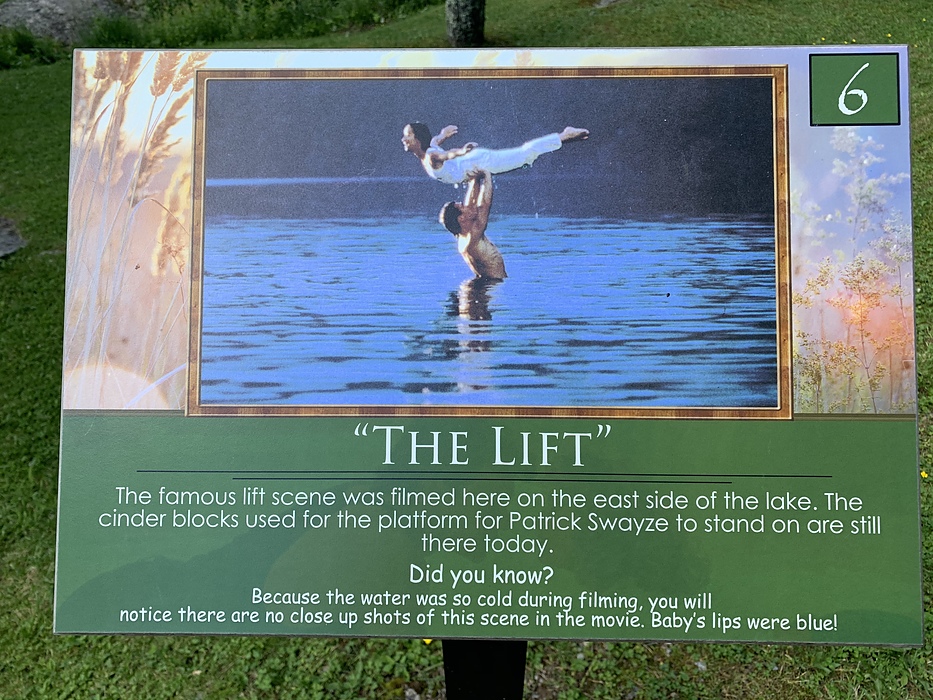 6
“THE LIFT”
The famous lift scene was filmed here on the east side of the lake. The
cinder blocks used for the platform for Patrick Swayze to stand on are still
there today.
Did you know?
Because the water was so cold during filming, you will
notice there are no close up shots of this scene in the movie. Baby's lips were blue!